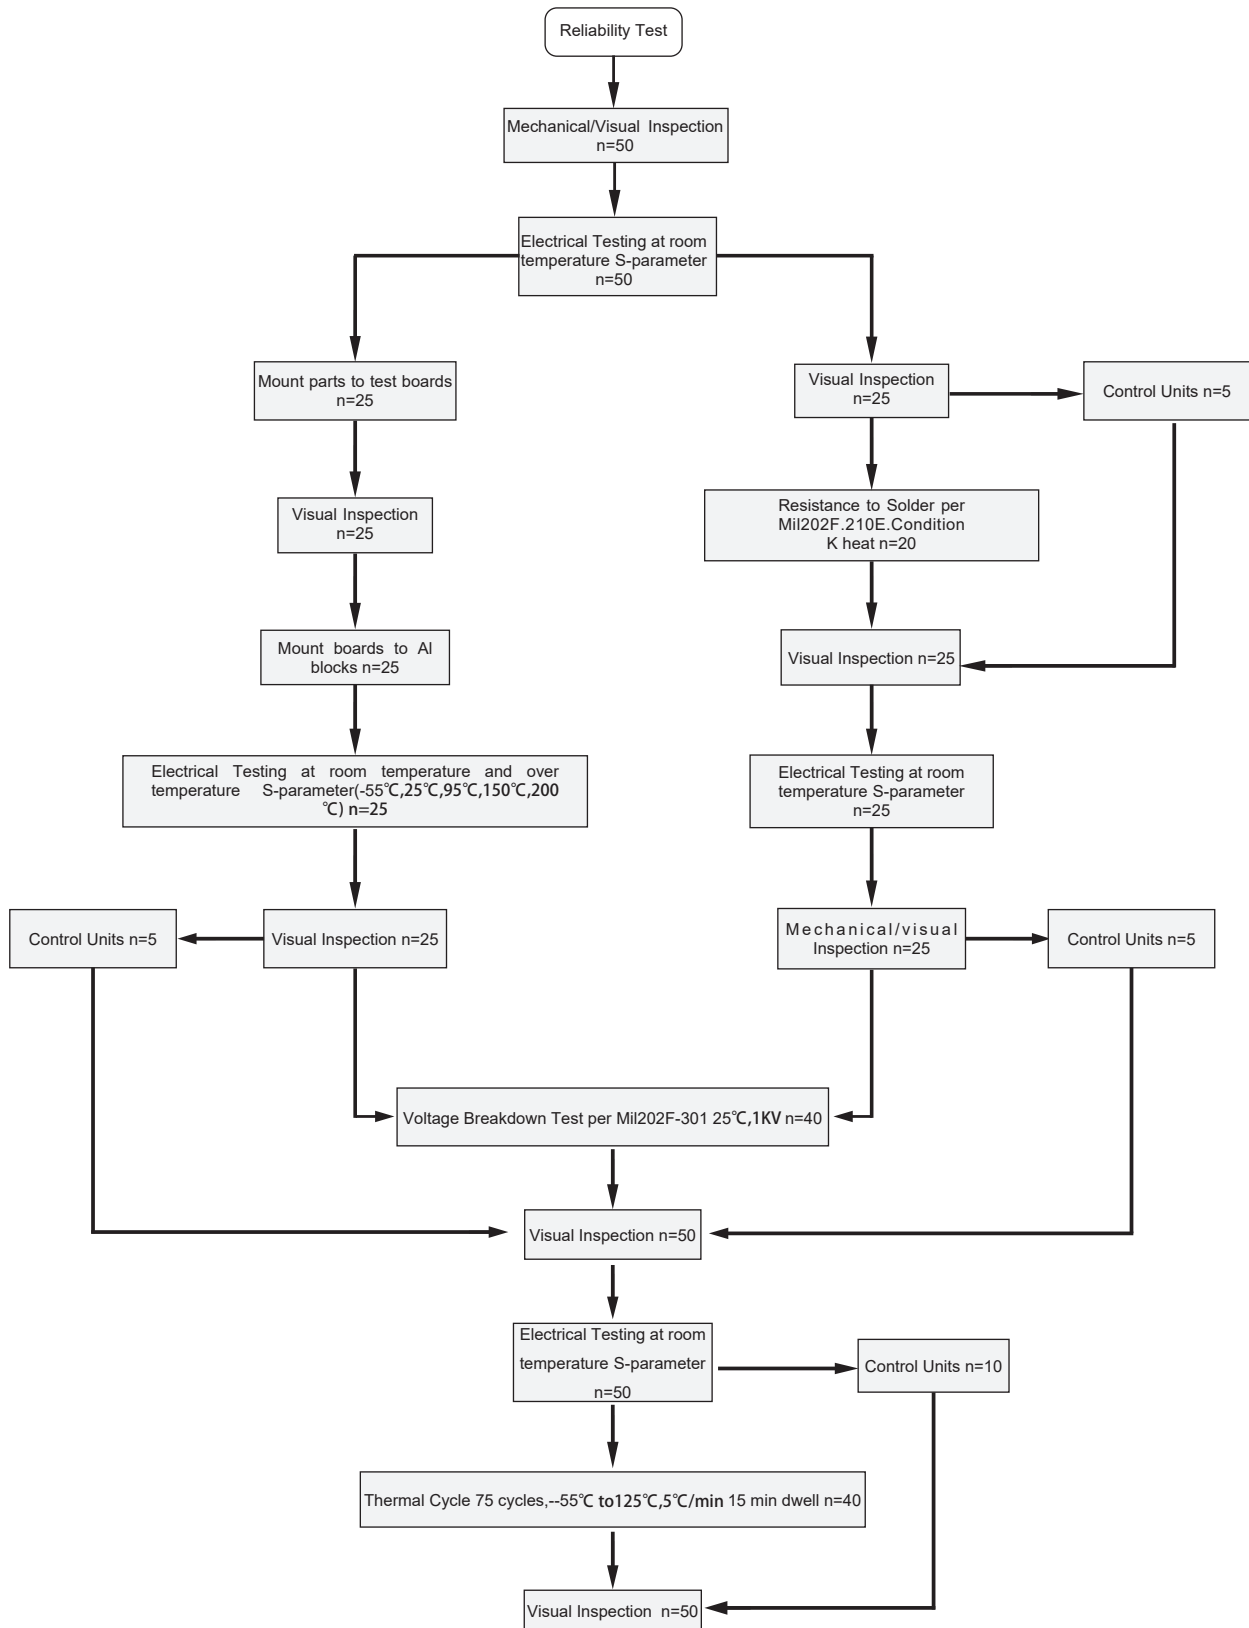 Reliability Test
Mechanical/Visual Inspection
n=50
Electrical Testing at room
temperature S-parameter
n=50
Mount parts to test boards
n=25
Visual Inspection
n=25
Control Units n=5
Visual Inspection
n=25
Resistance to Solder per
Mil202F.210E.Condition
K heat n=20
Mount boards to Al
blocks n=25
Visual Inspection n=25
Electrical Testing at room temperature and over
temperature S-parameter(-55℃,25℃,95℃,150℃,200
℃) n=25
Electrical Testing at room
temperature S-parameter
n=25
Control Units n=5
Visual Inspection n=25
Mechanical/visual
Inspection n=25
Control Units n=5
Voltage Breakdown Test per Mil202F-301 25℃,1KV n=40
Visual Inspection n=50
Electrical Testing at room
temperature S-parameter
n=50
Control Units n=10
Thermal Cycle 75 cycles,--55℃ to125℃,5℃/min 15 min dwell n=40
Visual Inspection n=50